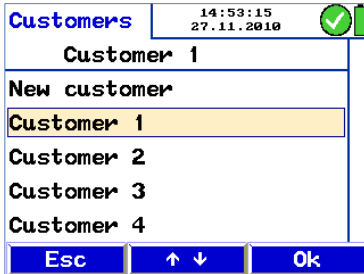 Customers
14:53:15
27.11.2010
Customer 1
New customer
Customer 1
Customer 2
Customer 3
Customer 4
Esc ↑ ↓ Ok